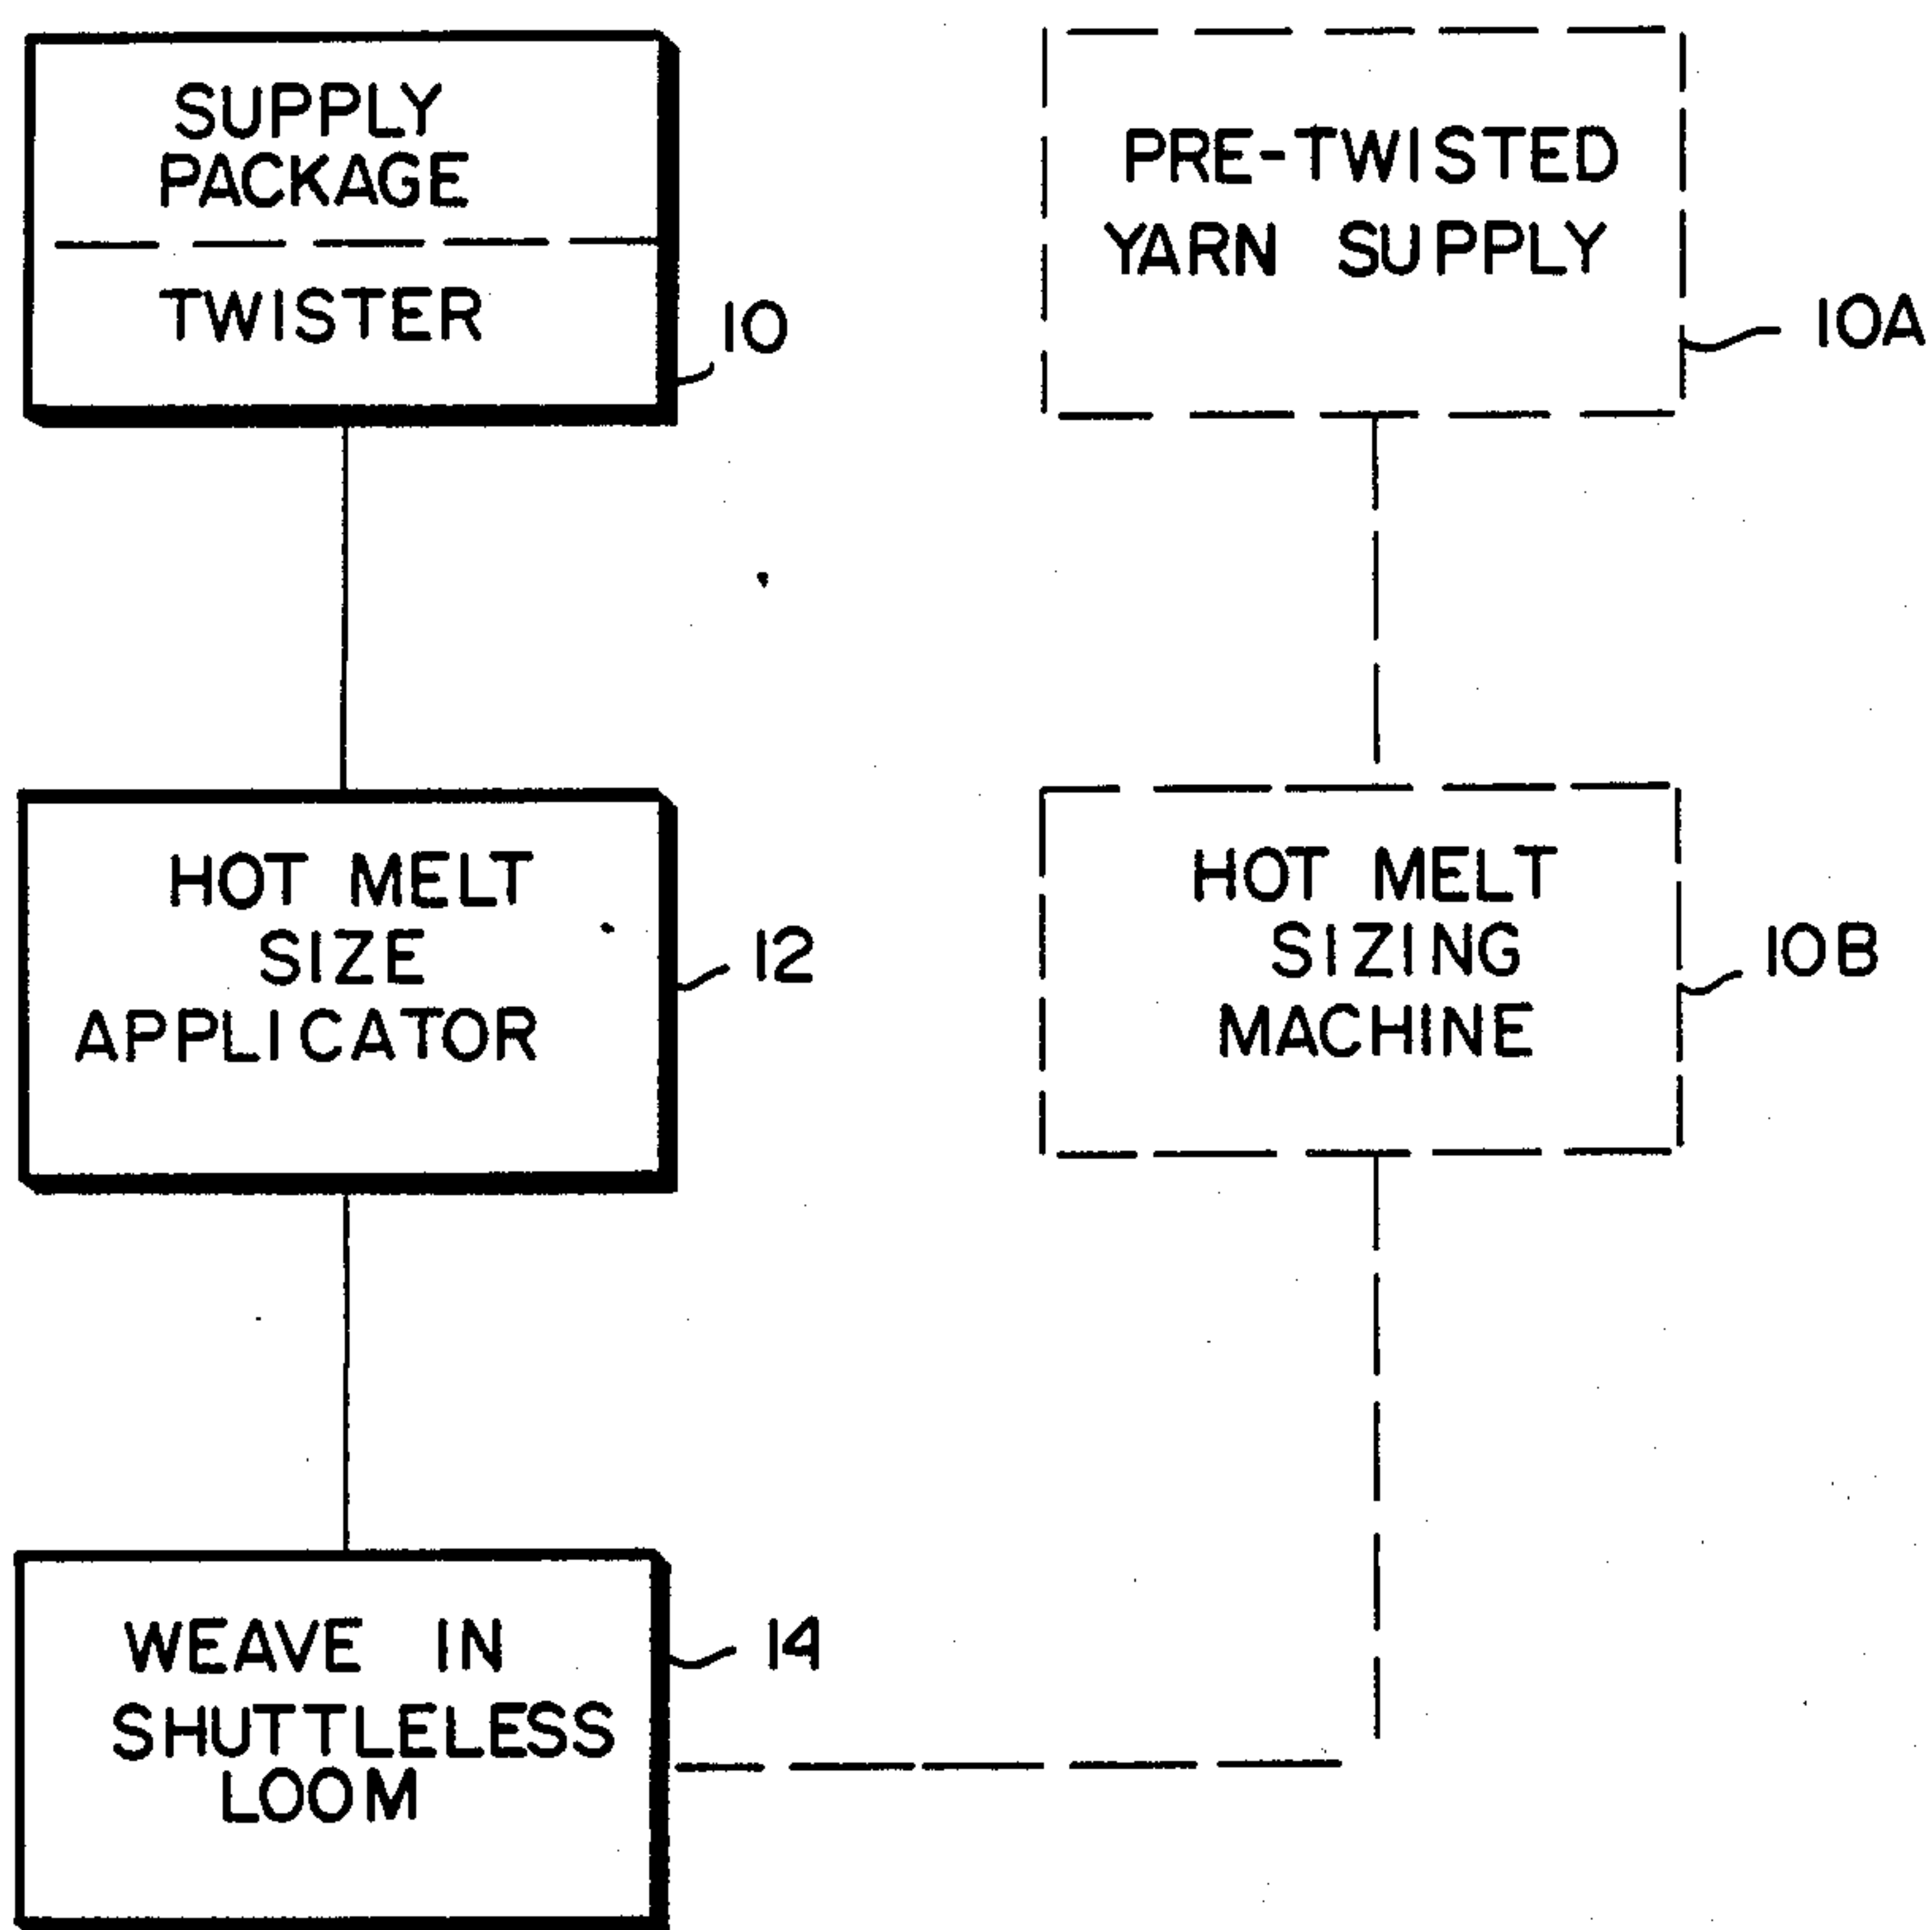 SUPPLY
PACKAGE
TWISTER
10
PRE-TWISTED
YARN SUPPLY
10A
HOT MELT
SIZE
APPLICATOR
12
HOT MELT
SIZING
MACHINE
10B
WEAVE IN
SHUTTLELESS
LOOM
14